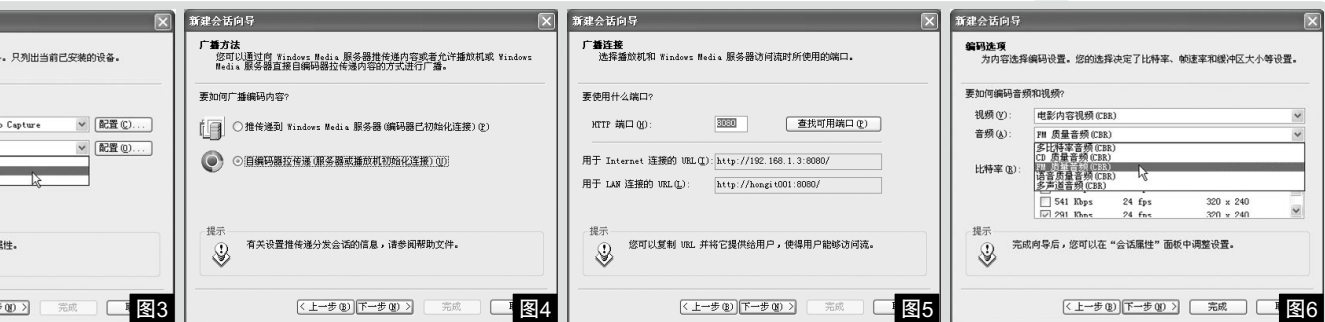 。只列出当前已安装的设备。
o Capture
配置(C)...
配置(O)...
属性。
步(N) >
完成
图3
新建会话向导
广播方法
您可以通过向 Windows Media 服务器推传递内容或者允许播放机或 Windows
Media 服务器直接自编码器拉传递内容的方式进行广播。
要如何广播编码内容?
推传递到 Windows Media 服务器(编码器已初始化连接)(P)
自编码器拉传递(服务器或播放机初始化连接)(U)
提示
有关设置推传递分发会话的信息，请参阅帮助文件。
< 上一步(B)
下一步(N) >
完成
图4
新建会话向导
广播连接
选择播放机和 Windows Media 服务器访问流时所使用的端口。
要使用什么端口?
HTTP 端口(H):
8080
查找可用端口(F)
用于 Internet 连接的 URL(I):
http://192.168.1.3:8080/
用于 LAN 连接的 URL(L):
http://hongit001:8080/
提示
您可以复制 URL 并将它提供给用户，使得用户能够访问流。
< 上一步(B)
下一步(N) >
完成
图5
新建会话向导
编码选项
为内容选择编码设置。您的选择决定了比特率、帧速率和缓冲区大小等设置。
要如何编码音频和视频?
视频(V):
电影内容视频(CBR)
音频(A):
FM 质量音频(CBR)
多比特率音频(CBR)
CD 质量音频(CBR)
FM 质量音频(CBR)
语音质量音频(CBR)
多声道音频(CBR)
比特率(R):
541 Kbps 24 fps 320 x 240
291 Kbps 24 fps 320 x 240
提示
完成向导后，您可以在“会话属性”面板中调整设置。
< 上一步(B)
下一步(N) >
完成
图6